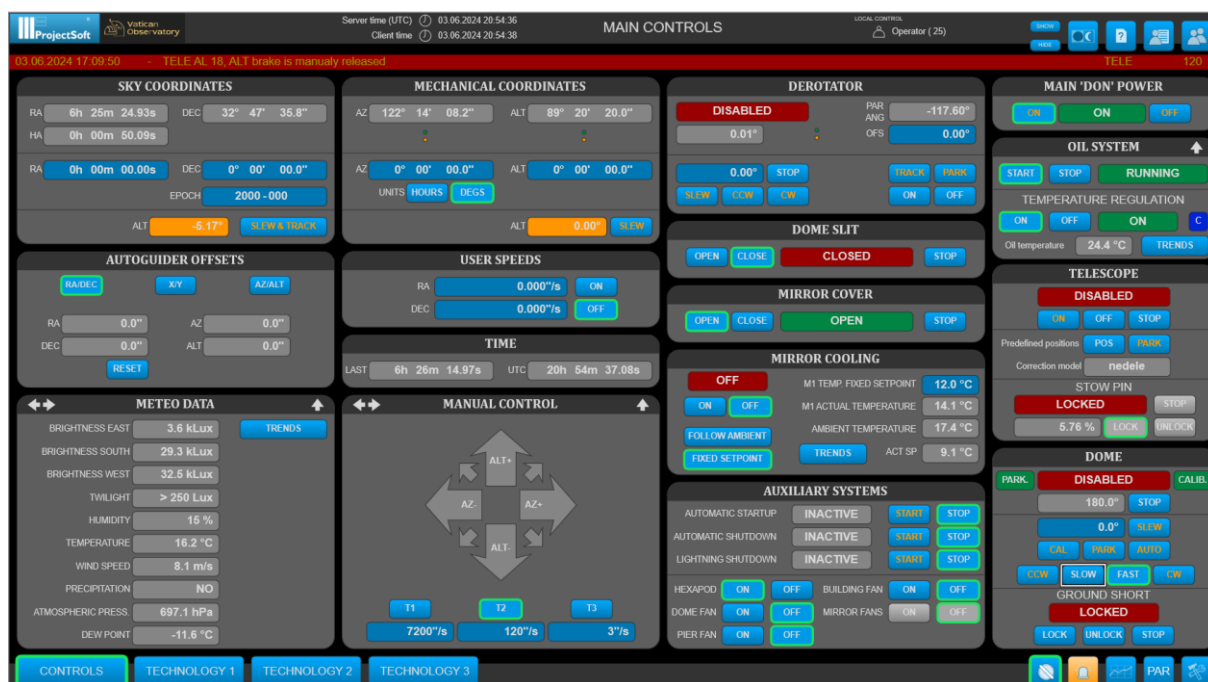 ProjectSoft
Vatican Observatory
Server time (UTC) 03.06.2024 20:54:36
Client time 03.06.2024 20:54:38
MAIN CONTROLS
LOCAL CONTROL
Operator ( 25)
SHOW
HIDE
03.06.2024 17:09:50 - TELE AL 18, ALT brake is manualy released TELE 120
SKY COORDINATES
RA 6h 25m 24.93s DEC 32° 47' 35.8"
HA 0h 00m 50.09s
RA 0h 00m 00.00s DEC 0° 00' 00.0"
EPOCH 2000 - 000
ALT -5.17° SLEW & TRACK
AUTOGUIDER OFFSETS
RA/DEC X/Y AZ/ALT
RA 0.0" AZ 0.0"
DEC 0.0" ALT 0.0"
RESET
METEO DATA
BRIGHTNESS EAST 3.6 kLux TRENDS
BRIGHTNESS SOUTH 29.3 kLux
BRIGHTNESS WEST 32.5 kLux
TWILIGHT > 250 Lux
HUMIDITY 15 %
TEMPERATURE 16.2 °C
WIND SPEED 8.1 m/s
PRECIPITATION NO
ATMOSPHERIC PRESS. 697.1 hPa
DEW POINT -11.6 °C
MECHANICAL COORDINATES
AZ 122° 14' 08.2" ALT 89° 20' 20.0"
AZ 0° 00' 00.0" ALT 0° 00' 00.0"
UNITS HOURS DEGS
ALT 0.00° SLEW
USER SPEEDS
RA 0.000"/s ON
DEC 0.000"/s OFF
TIME
LAST 6h 26m 14.97s UTC 20h 54m 37.08s
MANUAL CONTROL
ALT+
AZ- AZ+
ALT-
T1 T2 T3
7200"/s 120"/s 3"/s
DEROTATOR
DISABLED PAR ANG -117.60°
0.01° OFS 0.00°
0.00° STOP TRACK PARK
SLEW CCW CW ON OFF
DOME SLIT
OPEN CLOSE CLOSED STOP
MIRROR COVER
OPEN CLOSE OPEN STOP
MIRROR COOLING
OFF M1 TEMP. FIXED SETPOINT 12.0 °C
ON OFF M1 ACTUAL TEMPERATURE 14.1 °C
FOLLOW AMBIENT AMBIENT TEMPERATURE 17.4 °C
FIXED SETPOINT TRENDS ACT SP 9.1 °C
AUXILIARY SYSTEMS
AUTOMATIC STARTUP INACTIVE START STOP
AUTOMATIC SHUTDOWN INACTIVE START STOP
LIGHTNING SHUTDOWN INACTIVE START STOP
HEXAPOD ON OFF BUILDING FAN ON OFF
DOME FAN ON OFF MIRROR FANS ON OFF
PIER FAN ON OFF
MAIN 'DON' POWER
ON ON OFF
OIL SYSTEM
START STOP RUNNING
TEMPERATURE REGULATION
ON OFF ON C
Oil temperature 24.4 °C TRENDS
TELESCOPE
DISABLED
ON OFF STOP
Predefined positions POS PARK
Correction model nedele
STOW PIN
LOCKED STOP
5.76 % LOCK UNLOCK
DOME
PARK. DISABLED CALIB.
180.0° STOP
0.0° SLEW
CAL- PARK AUTO
CCW SLOW FAST CW
GROUND SHORT
LOCKED
LOCK UNLOCK STOP
CONTROLS TECHNOLOGY 1 TECHNOLOGY 2 TECHNOLOGY 3 PAR